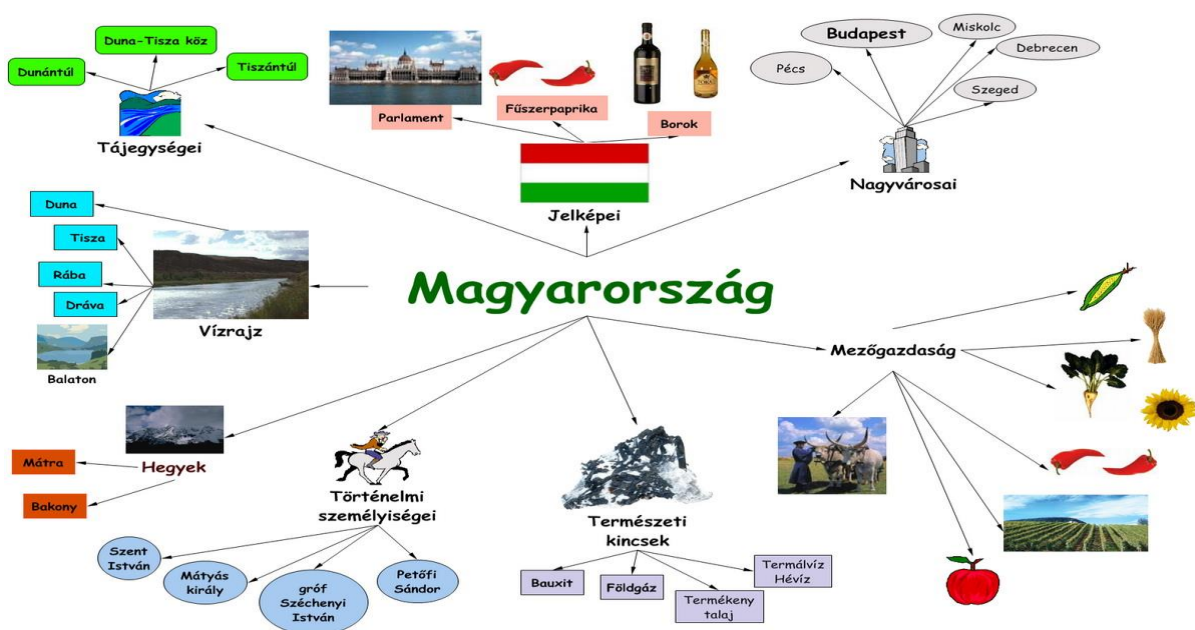 Duna-Tisza köz
Dunántúl
Tiszántúl
Tájegységei
Parlament
Fűszerpaprika
Borok
Jelképei
Budapest
Miskolc
Debrecen
Pécs
Szeged
Nagyvárosai
Duna
Tisza
Rába
Dráva
Balaton
Vízrajz
Magyarország
Mezőgazdaság
Hegyek
Mátra
Bakony
Történelmi
személyiségei
Szent
István
Mátyás
király
gróf
Széchenyi
István
Petőfi
Sándor
Természeti
kincsek
Bauxit
Földgáz
Termékeny
talaj
Termálvíz
Hévíz